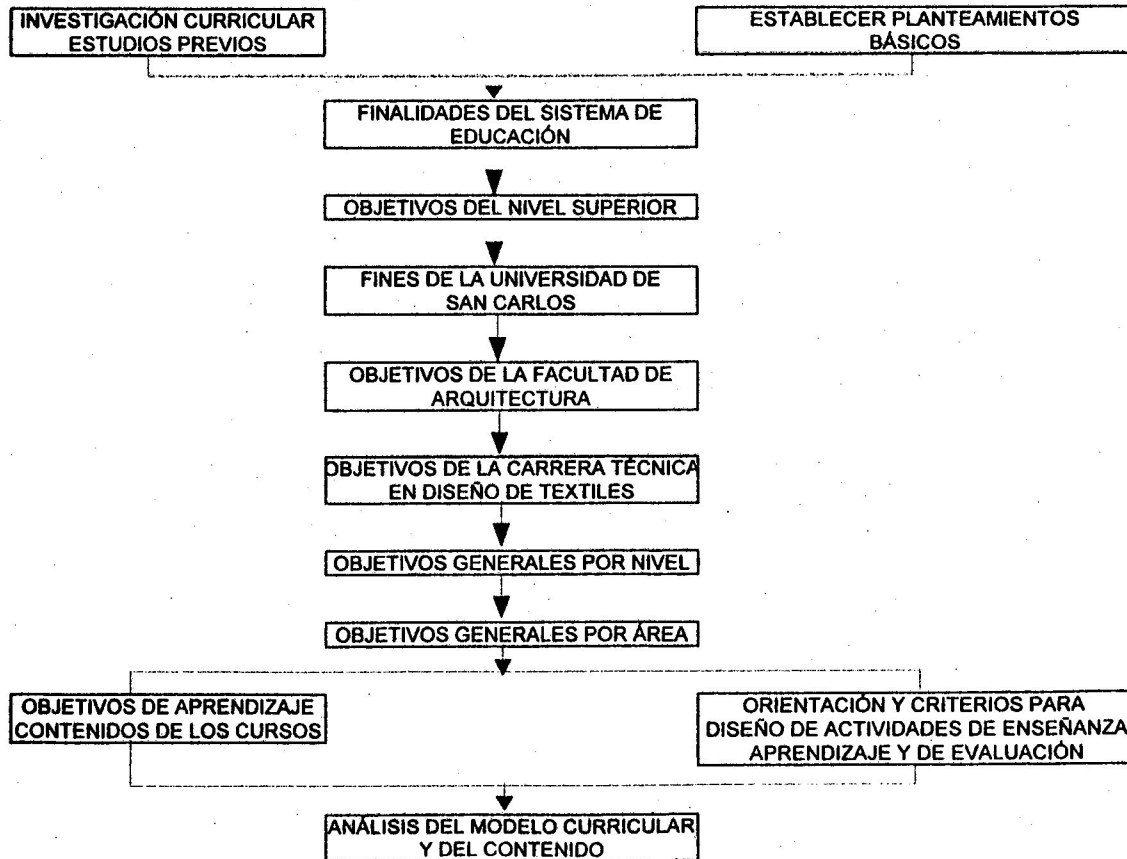 INVESTIGACIÓN CURRICULAR
ESTUDIOS PREVIOS
ESTABLECER PLANTEAMIENTOS
BÁSICOS
FINALIDADES DEL SISTEMA DE
EDUCACIÓN
OBJETIVOS DEL NIVEL SUPERIOR
FINES DE LA UNIVERSIDAD DE
SAN CARLOS
OBJETIVOS DE LA FACULTAD DE
ARQUITECTURA
OBJETIVOS DE LA CARRERA TÉCNICA
EN DISEÑO DE TEXTILES
OBJETIVOS GENERALES POR NIVEL
OBJETIVOS GENERALES POR ÁREA
OBJETIVOS DE APRENDIZAJE
CONTENIDOS DE LOS CURSOS
ORIENTACIÓN Y CRITERIOS PARA
DISEÑO DE ACTIVIDADES DE ENSEÑANZA
APRENDIZAJE Y DE EVALUACIÓN
ANÁLISIS DEL MODELO CURRICULAR
Y DEL CONTENIDO